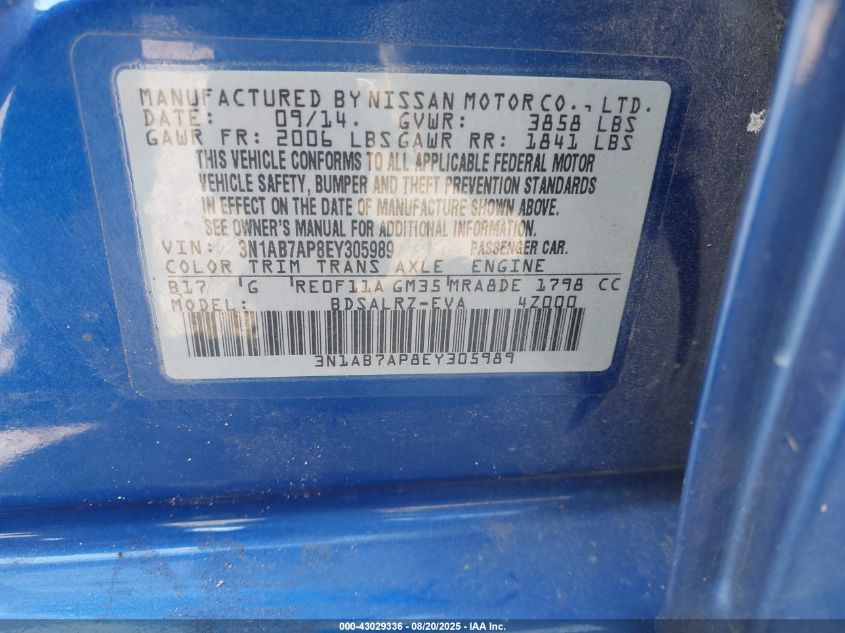 MANUFACTURED BY NISSAN MOTOR CO., LTD.
DATE: 09/14. GVWR: 3858 LBS
GAWR FR: 2006 LBS GAWR RR: 1841 LBS
THIS VEHICLE CONFORMS TO ALL APPLICABLE FEDERAL MOTOR
VEHICLE SAFETY, BUMPER AND THEFT PREVENTION STANDARDS
IN EFFECT ON THE DATE OF MANUFACTURE SHOWN ABOVE.
SEE OWNER'S MANUAL FOR ADDITIONAL INFORMATION.
VIN: 3N1AB7AP8EY305989 PASSENGER CAR.
COLOR TRIM TRANS AXLE ENGINE
B17 G RE0F11A GM35 MRA8DE 1798 CC
MODEL: BDSALRZ-EVA 4Z000
3N1AB7AP8EY305989
000-43029336 - 08/20/2025 - IAA Inc.